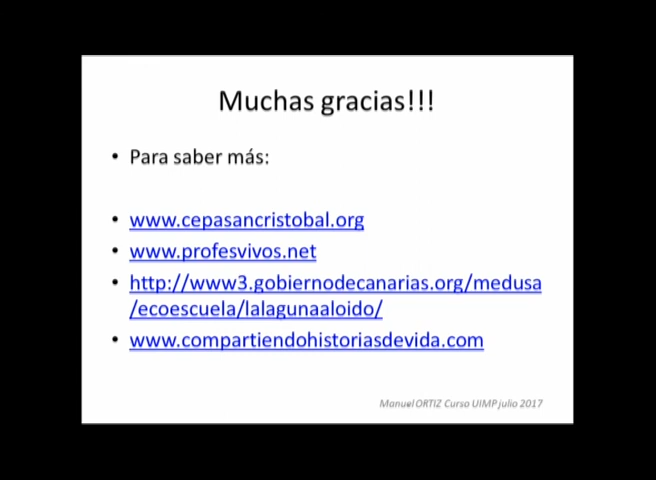 Muchas gracias!!!
• Para saber más:
• www.cepasancristobal.org
• www.profesvivos.net
• http://www3.gobiernodecanarias.org/medusa
/ecoescuela/lalagunaaloido/
• www.compartiendohistoriasdevida.com
Manuel ORTIZ Curso UIMP julio 2017